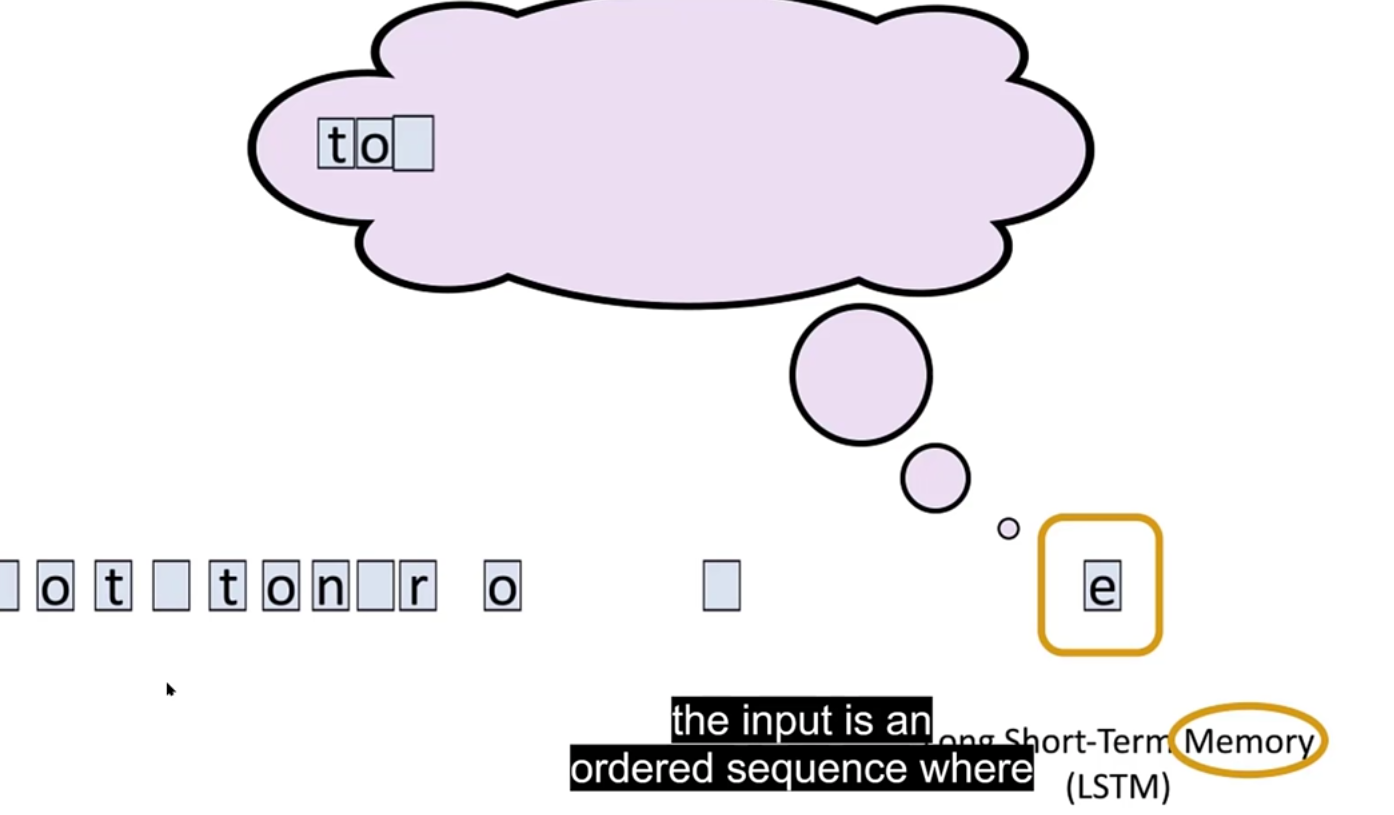 to
o t t o n r o e
the input is an
ong Short-Term Memory
ordered sequence where
(LSTM)